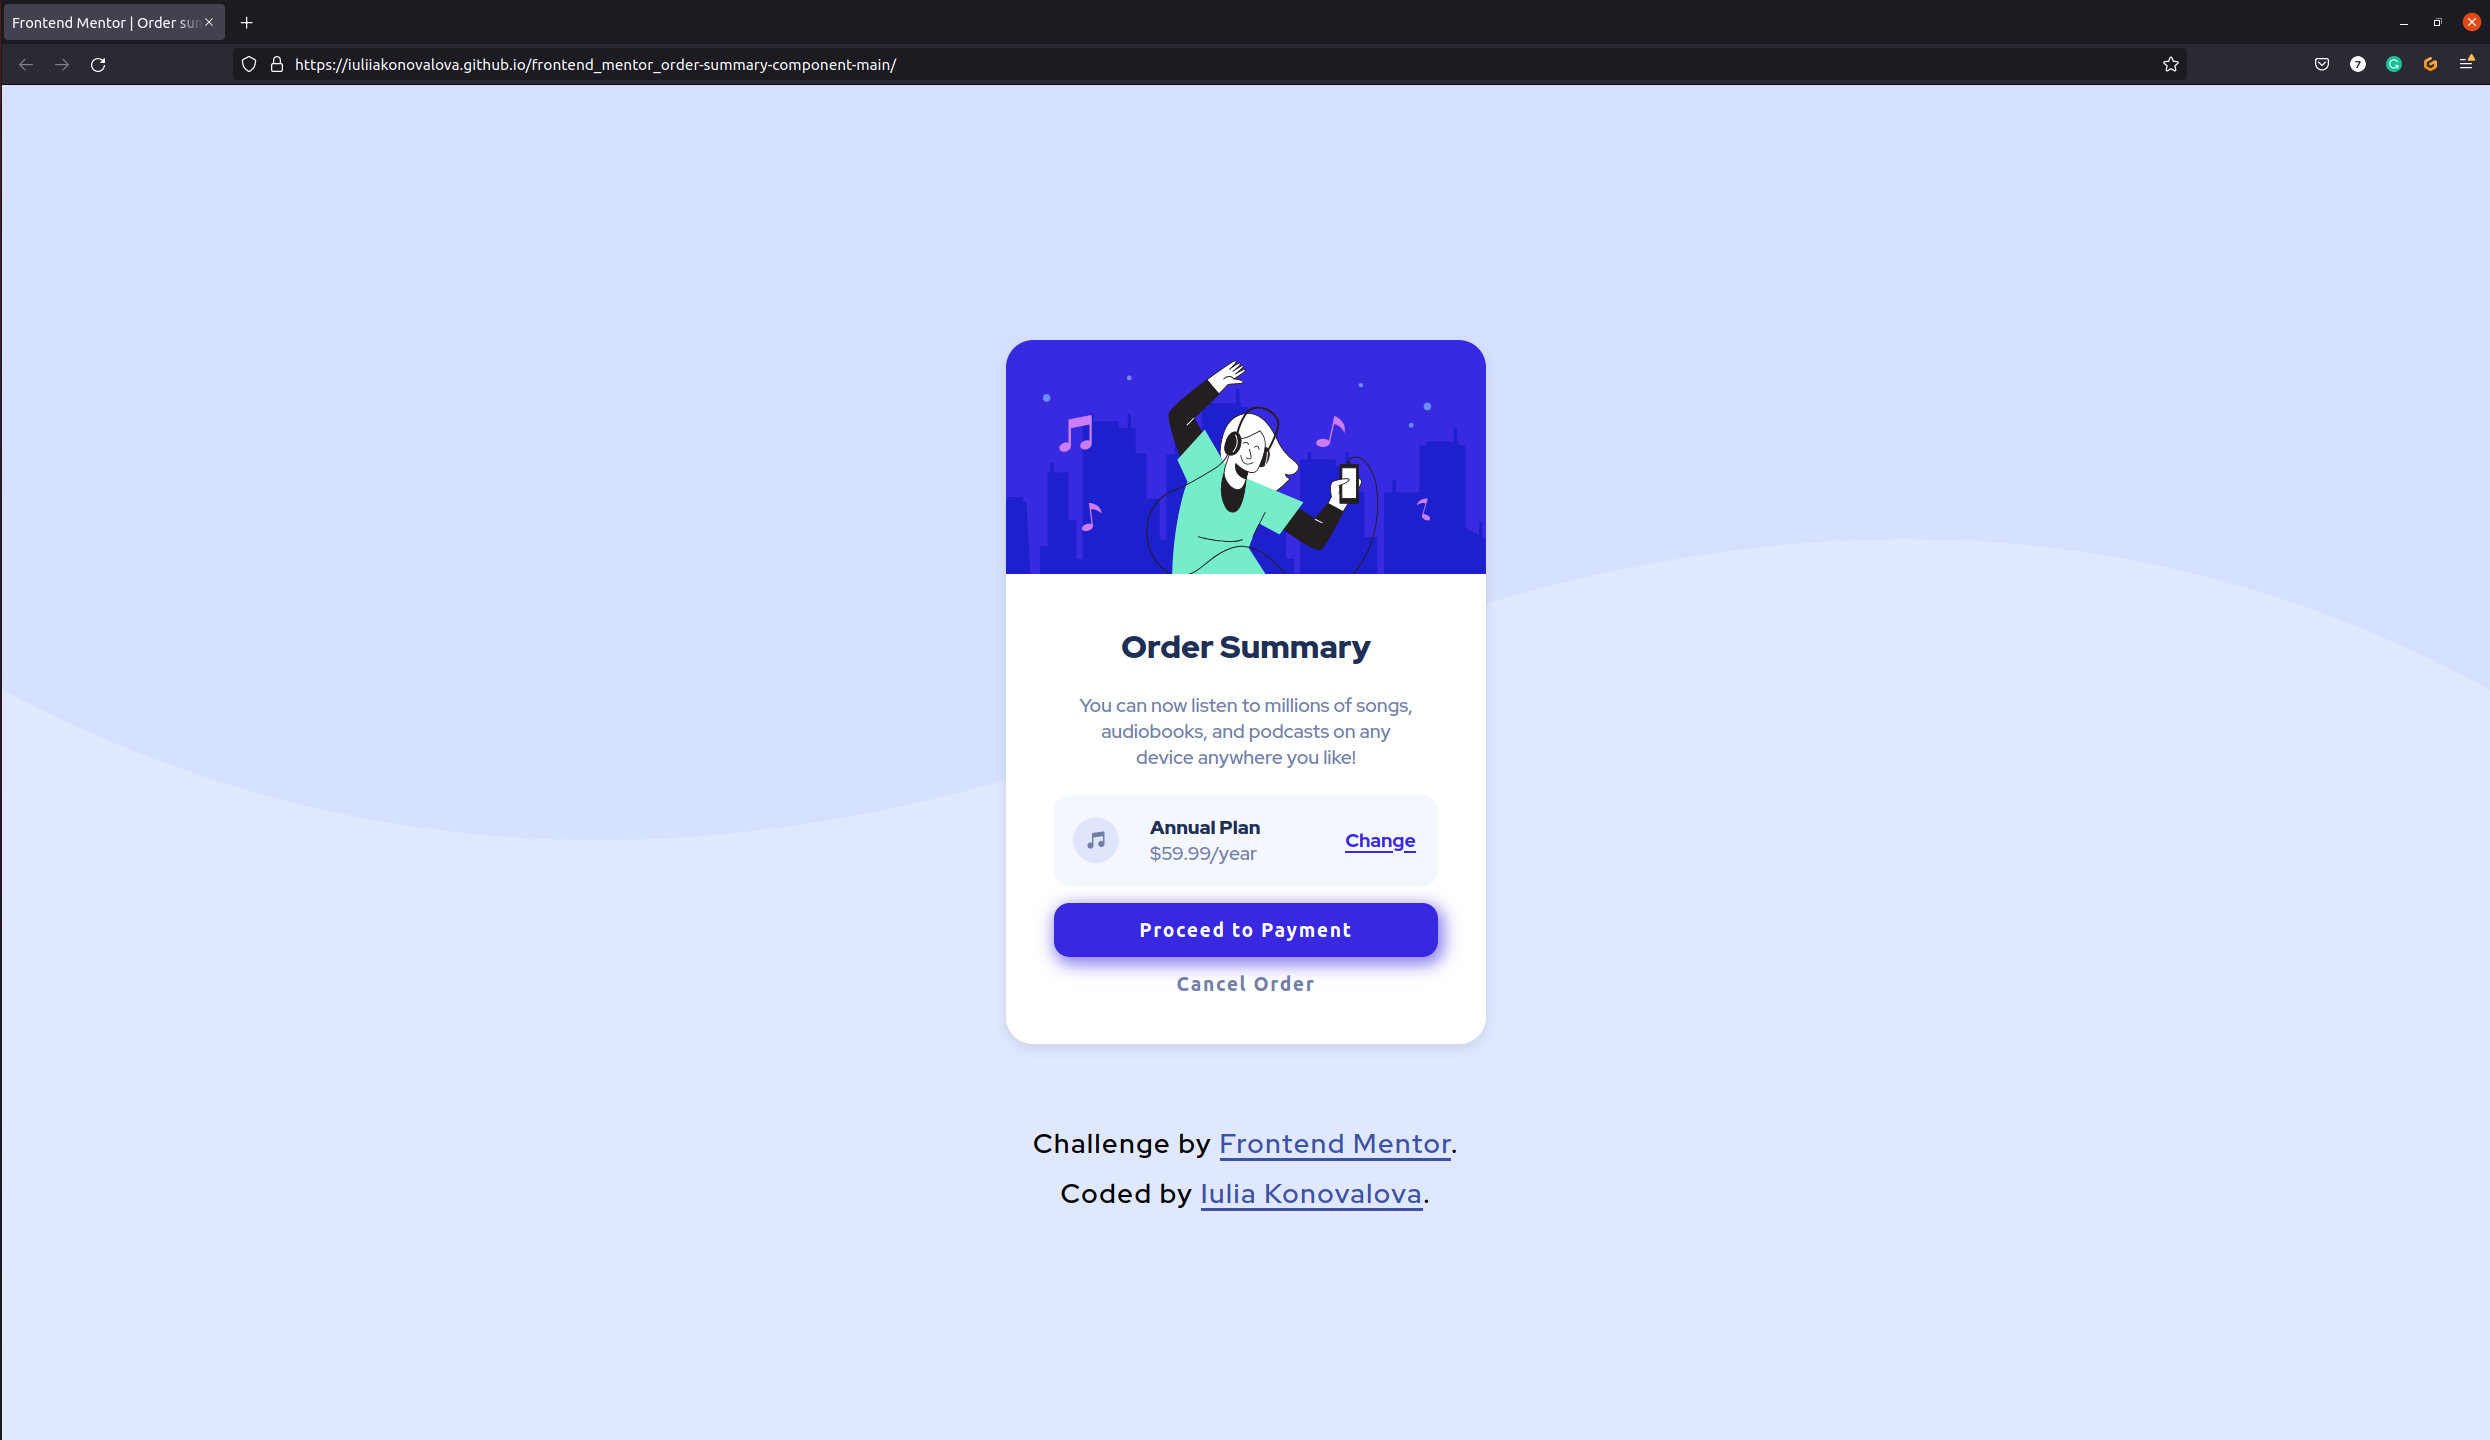 Frontend Mentor | Order sum
https://iuliiakonovalova.github.io/frontend_mentor_order-summary-component-main/
7
Order Summary
You can now listen to millions of songs,
audiobooks, and podcasts on any
device anywhere you like!
Annual Plan
$59.99/year
Change
Proceed to Payment
Cancel Order
Challenge by Frontend Mentor.
Coded by Iulia Konovalova.